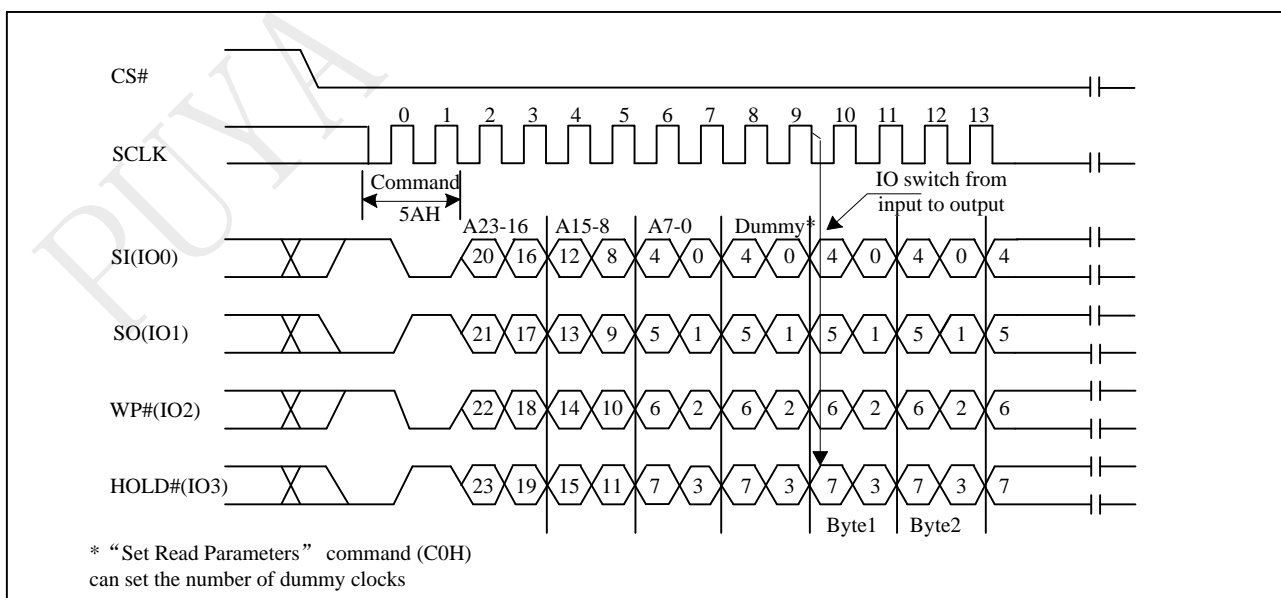 PUYA
CS#
0 1 2 3 4 5 6 7 8 9 10 11 12 13
SCLK
Command
5AH
IO switch from
input to output
A23-16 A15-8 A7-0 Dummy*
SI(IO0) 20 16 12 8 4 0 4 0 4 0 4 0 4
SO(IO1) 21 17 13 9 5 1 5 1 5 1 5 1 5
WP#(IO2) 22 18 14 10 6 2 6 2 6 2 6 2 6
HOLD#(IO3) 23 19 15 11 7 3 7 3 7 3 7 3 7
Byte1 Byte2
* “Set Read Parameters” command (C0H)
can set the number of dummy clocks